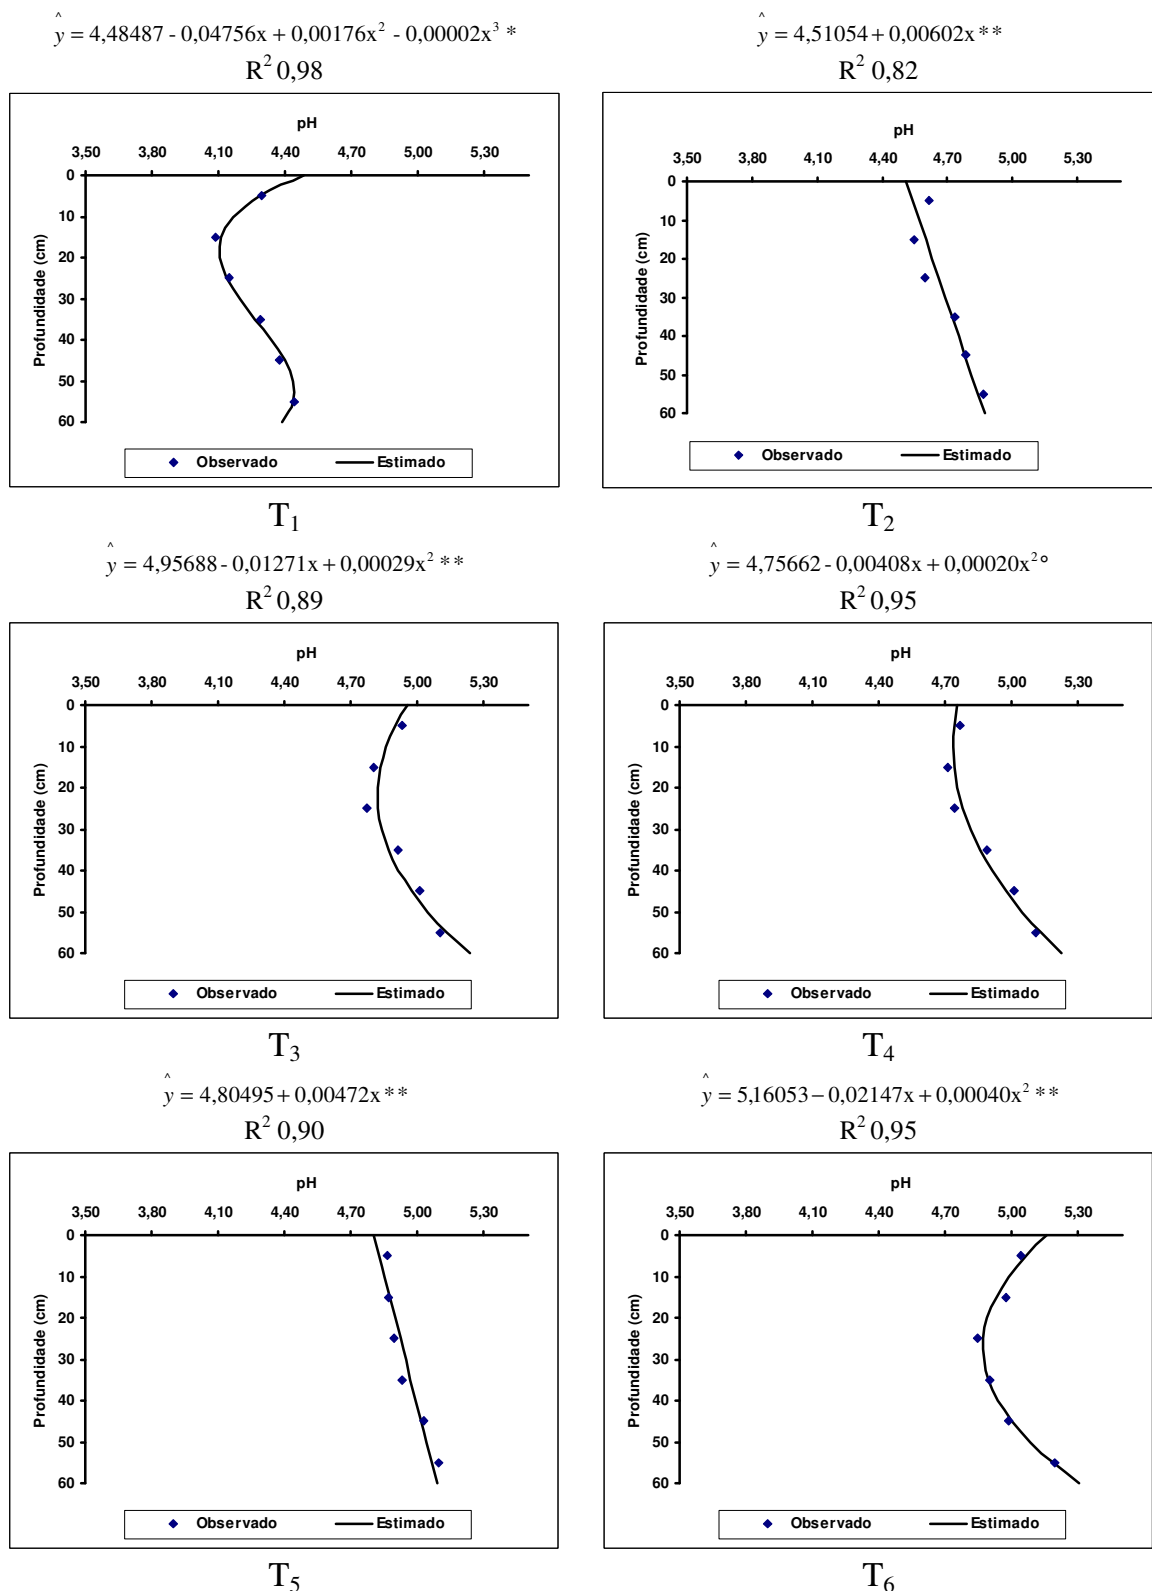 ŷ = 4,48487 - 0,04756x + 0,00176x² - 0,00002x³ *
R² 0,98
pH
3,50 3,80 4,10 4,40 4,70 5,00 5,30
0
10
20
30
40
50
60
Profundidade (cm)
Observado Estimado
T₁
ŷ = 4,51054 + 0,00602x **
R² 0,82
pH
3,50 3,80 4,10 4,40 4,70 5,00 5,30
0
10
20
30
40
50
60
Profundidade (cm)
Observado Estimado
T₂
ŷ = 4,95688 - 0,01271x + 0,00029x² **
R² 0,89
pH
3,50 3,80 4,10 4,40 4,70 5,00 5,30
0
10
20
30
40
50
60
Profundidade (cm)
Observado Estimado
T₃
ŷ = 4,75662 - 0,00408x + 0,00020x² °
R² 0,95
pH
3,50 3,80 4,10 4,40 4,70 5,00 5,30
0
10
20
30
40
50
60
Profundidade (cm)
Observado Estimado
T₄
ŷ = 4,80495 + 0,00472x **
R² 0,90
pH
3,50 3,80 4,10 4,40 4,70 5,00 5,30
0
10
20
30
40
50
60
Profundidade (cm)
Observado Estimado
T₅
ŷ = 5,16053 − 0,02147x + 0,00040x² **
R² 0,95
pH
3,50 3,80 4,10 4,40 4,70 5,00 5,30
0
10
20
30
40
50
60
Profundidade (cm)
Observado Estimado
T₆